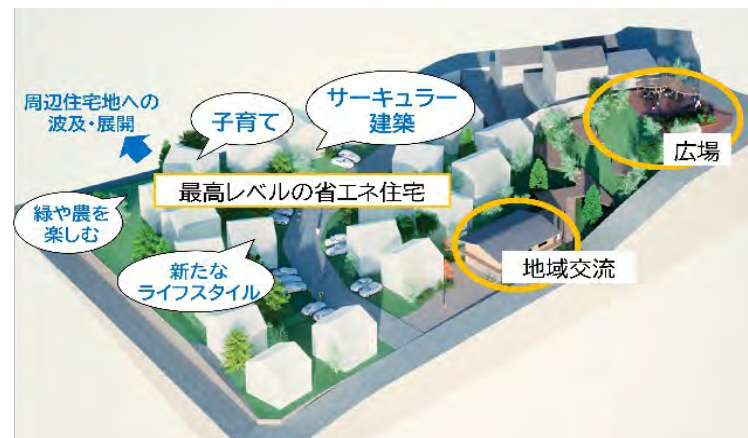 周辺住宅地への
波及・展開
子育て
サーキュラー
建築
広場
最高レベルの省エネ住宅
緑や農を
楽しむ
新たな
ライフスタイル
地域交流